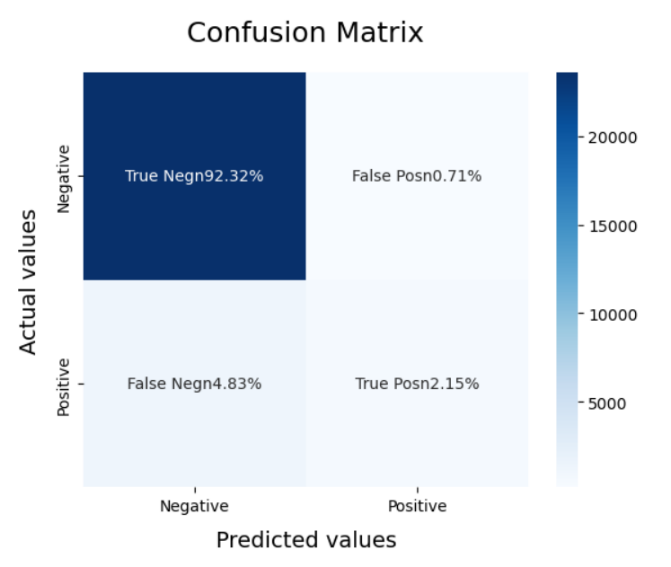 Confusion Matrix
Actual values
Negative
Positive
True Negn92.32%
False Posn0.71%
False Negn4.83%
True Posn2.15%
Negative
Positive
Predicted values
20000
15000
10000
5000